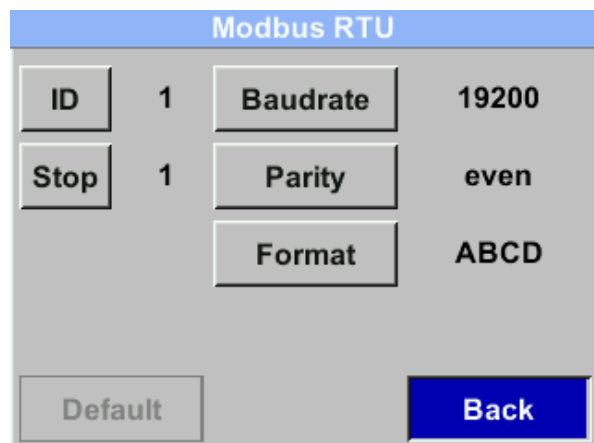 Modbus RTU
ID 1 Baudrate 19200
Stop 1 Parity even
Format ABCD
Default Back